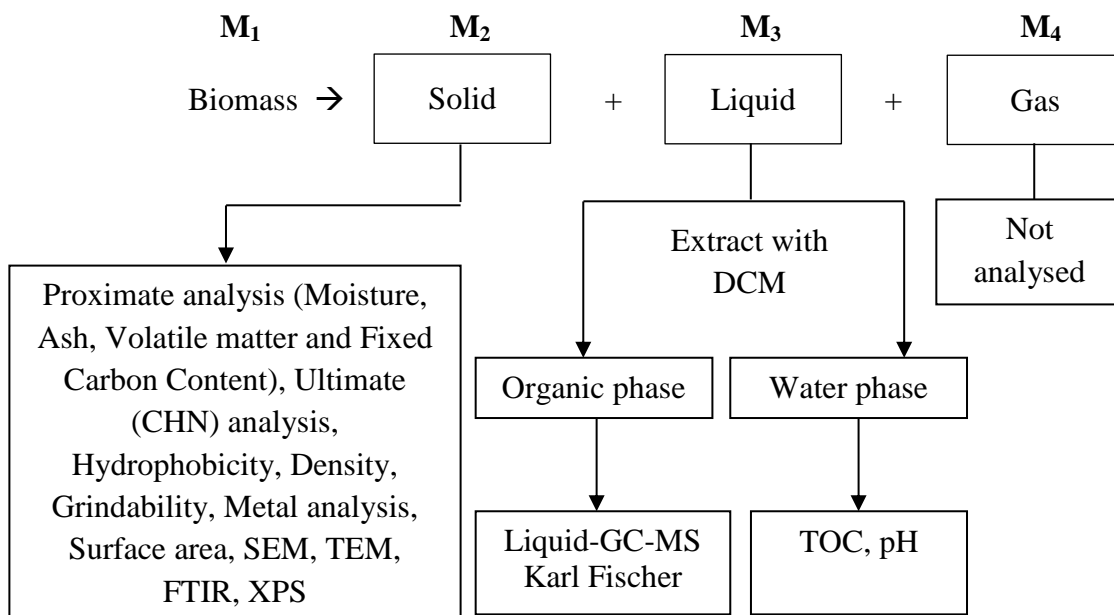 M1 M2 M3 M4
Biomass → Solid + Liquid + Gas
Not
analysed
Extract with
DCM
Proximate analysis (Moisture,
Ash, Volatile matter and Fixed
Carbon Content), Ultimate
(CHN) analysis,
Hydrophobicity, Density,
Grindability, Metal analysis,
Surface area, SEM, TEM,
FTIR, XPS
Organic phase
Water phase
Liquid-GC-MS
Karl Fischer
TOC, pH